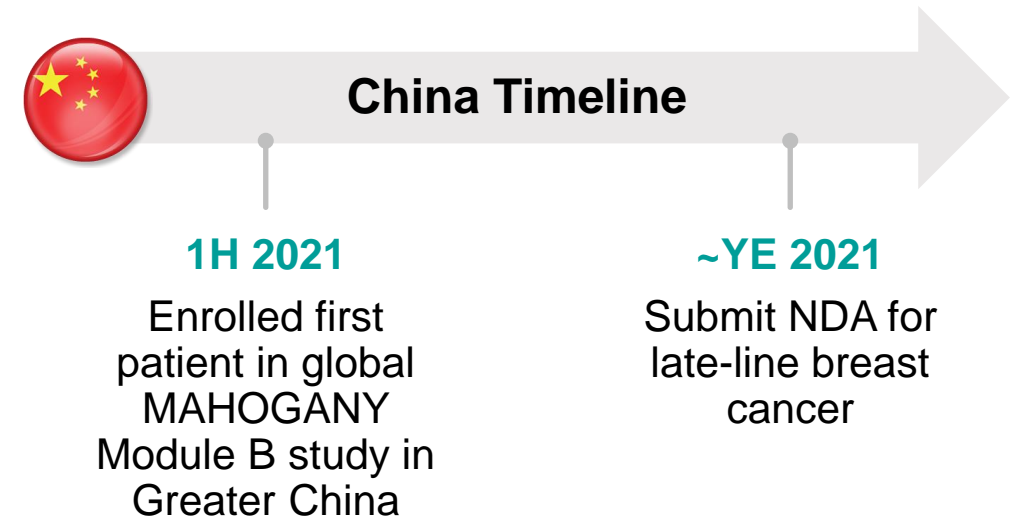 China Timeline
1H 2021
Enrolled first
patient in global
MAHOGANY
Module B study in
Greater China
~YE 2021
Submit NDA for
late-line breast
cancer